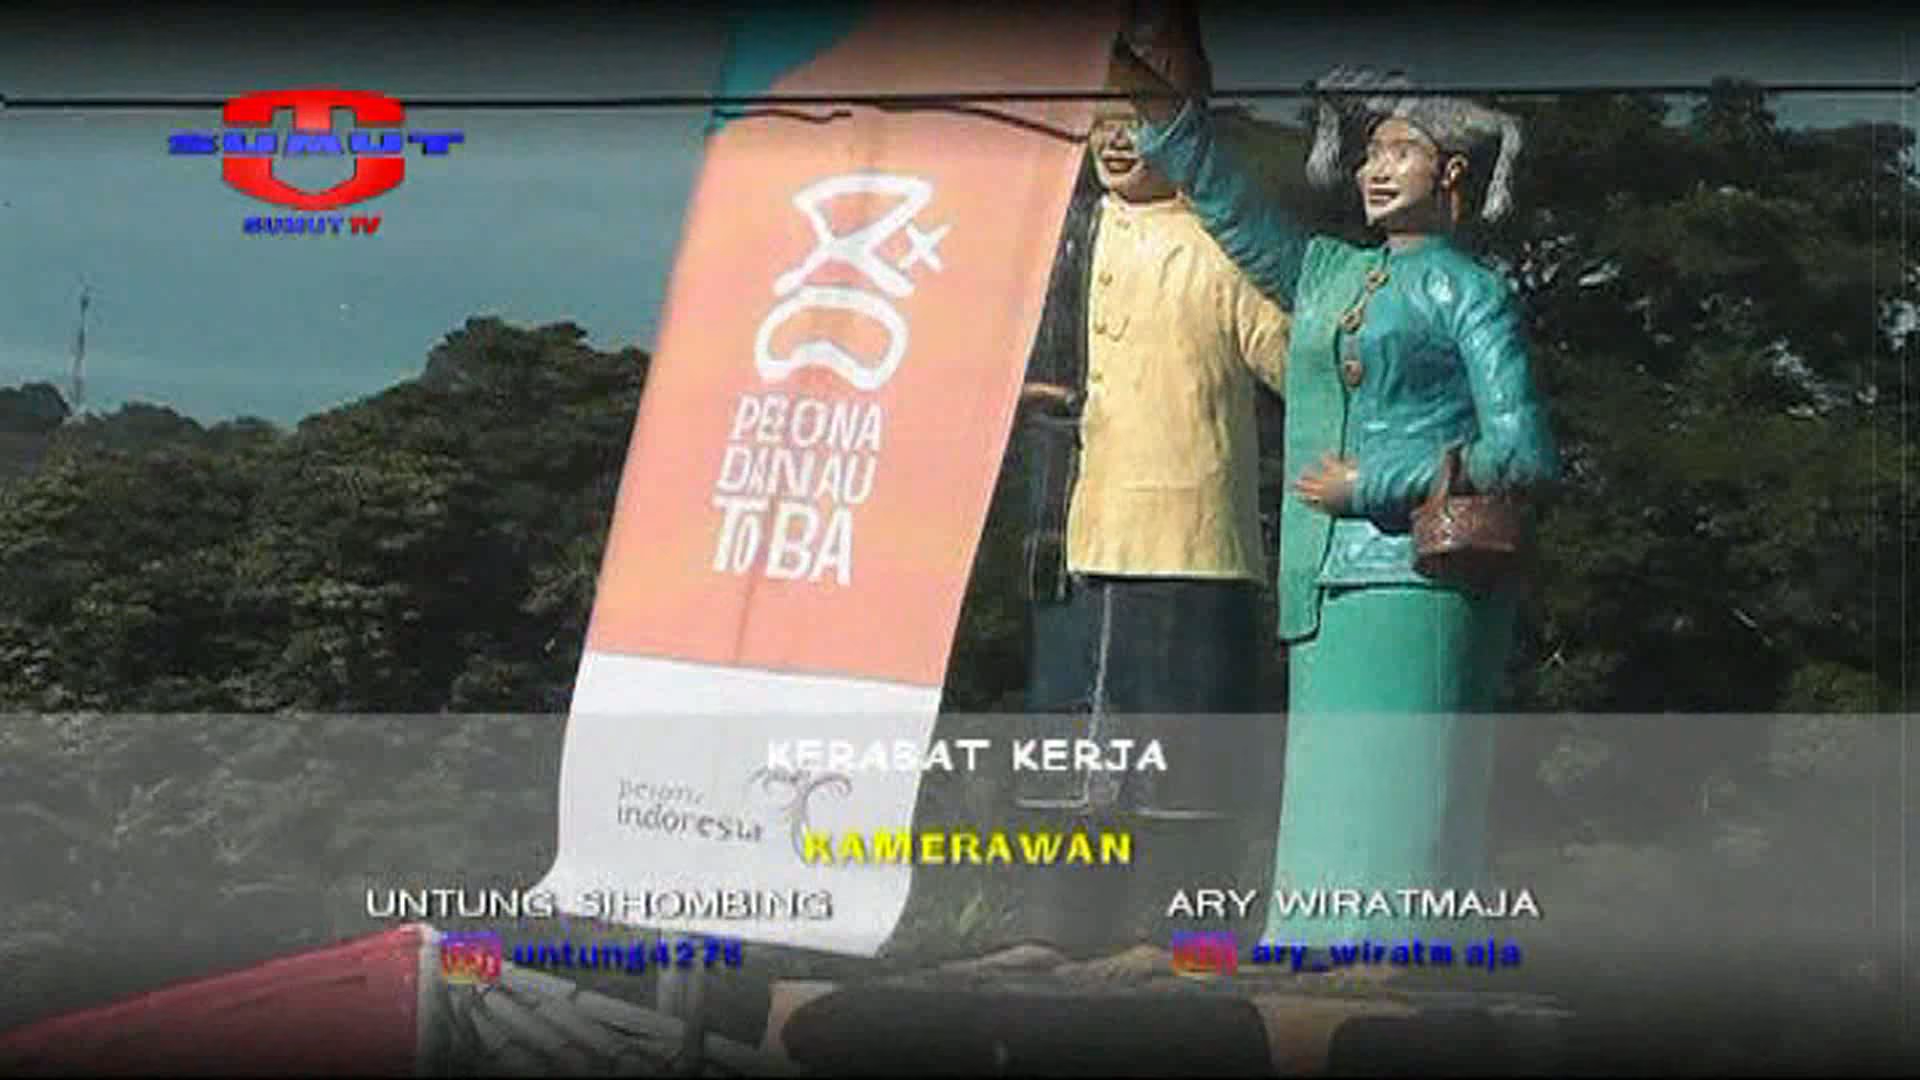 SUMUT
SUMUT TV
PESONA
DANAU
TOBA
pesona
indonesia
KERABAT KERJA
KAMERAWAN
UNTUNG SIHOMBING
ARY WIRATMAJA
untung4278
ary_wiratmaja